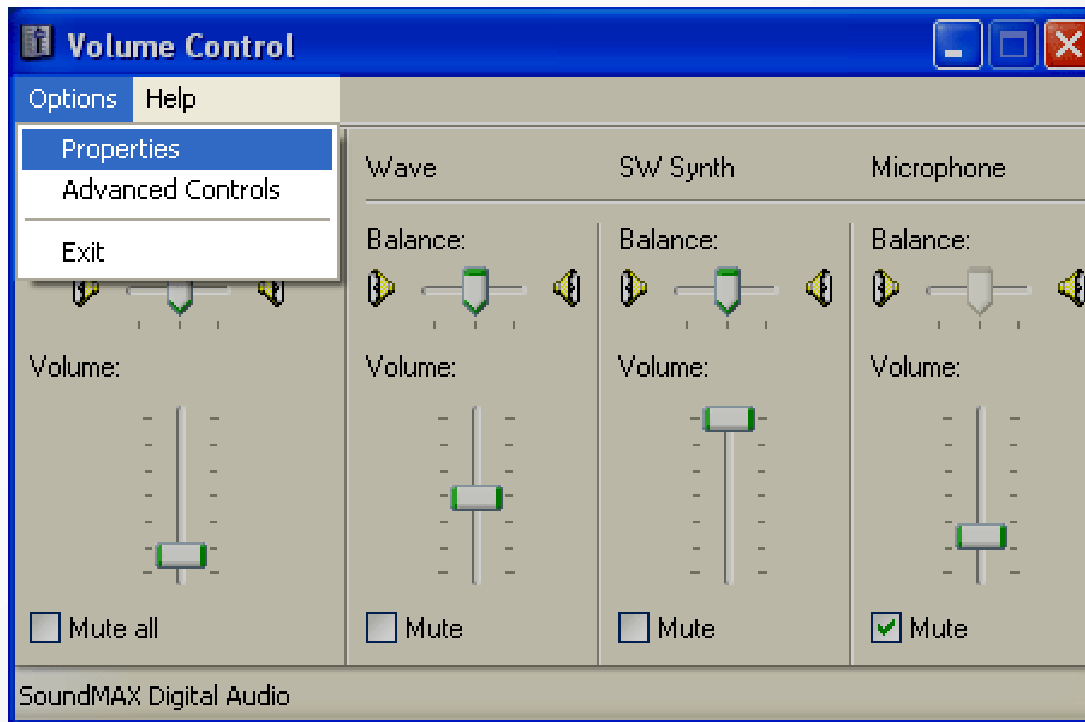 Volume Control
Options Help
Properties
Advanced Controls
Exit
Wave SW Synth Microphone
Balance: Balance: Balance:
Volume: Volume: Volume: Volume:
Mute all Mute Mute Mute
SoundMAX Digital Audio